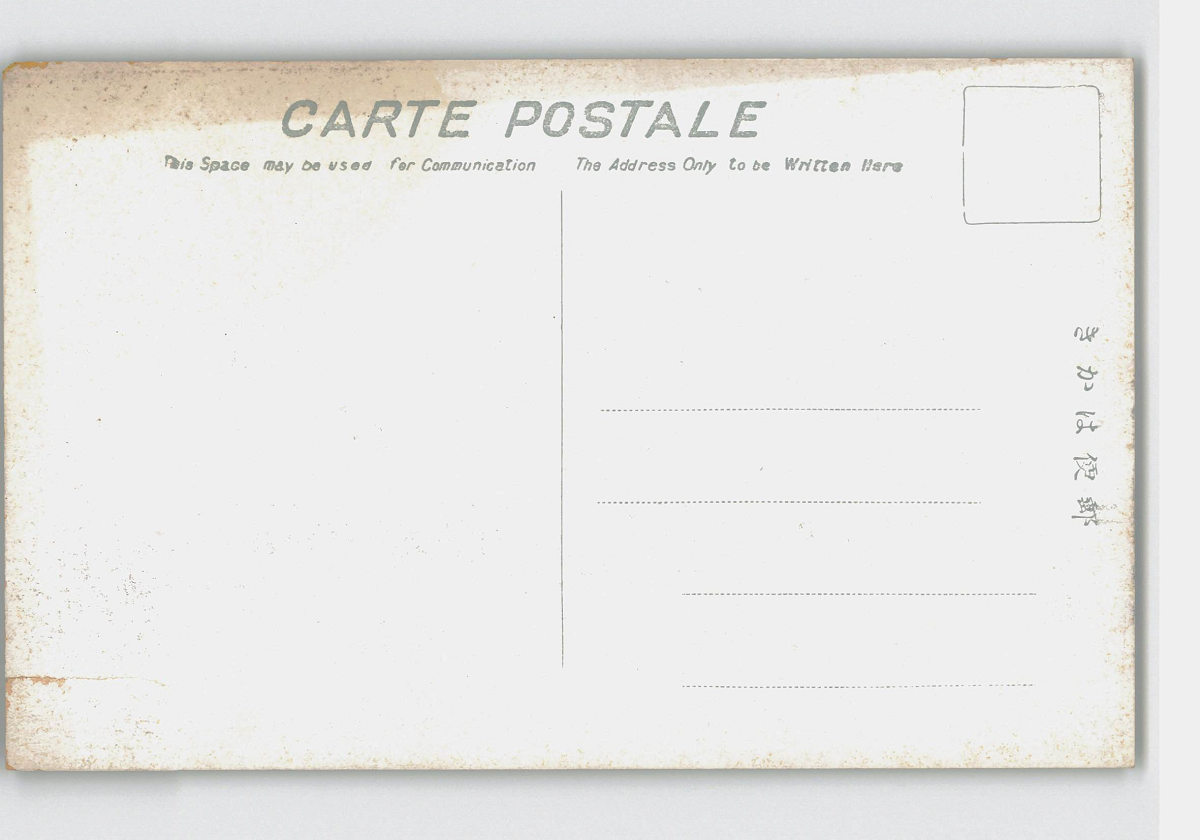 CARTE POSTALE
This Space may be used for Communication
The Address Only to be Written Here
郵便はかき